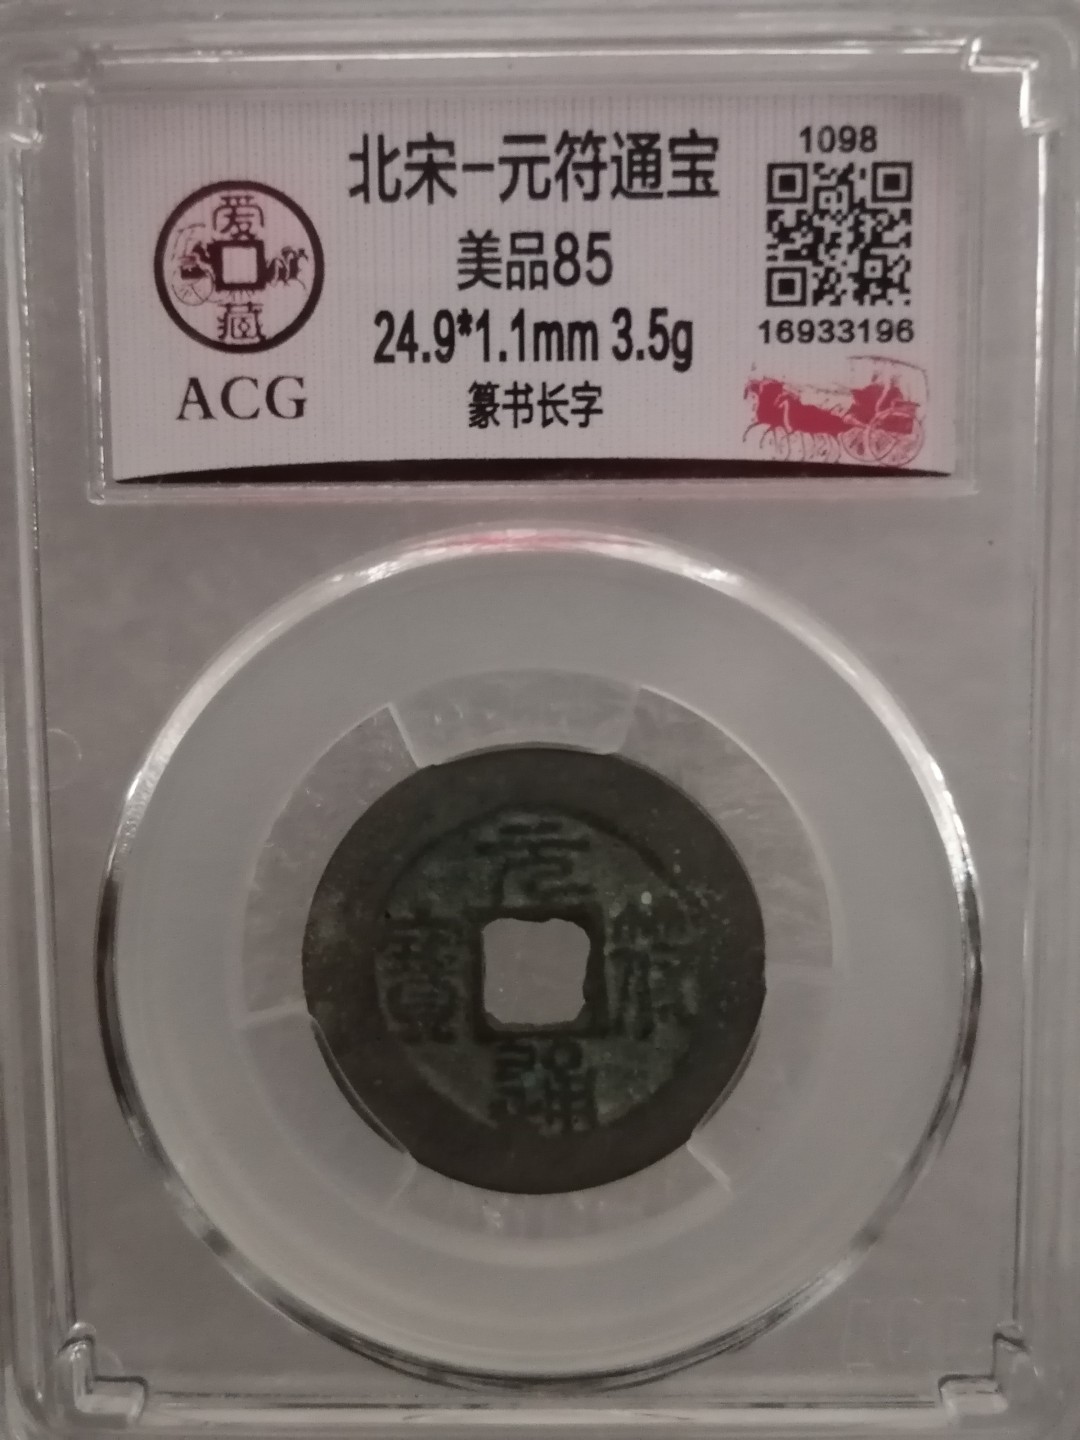 爱藏
ACG
北宋-元符通宝
美品85
24.9*1.1mm 3.5g
篆书长字
1098
16933196
元符通寶
ACG